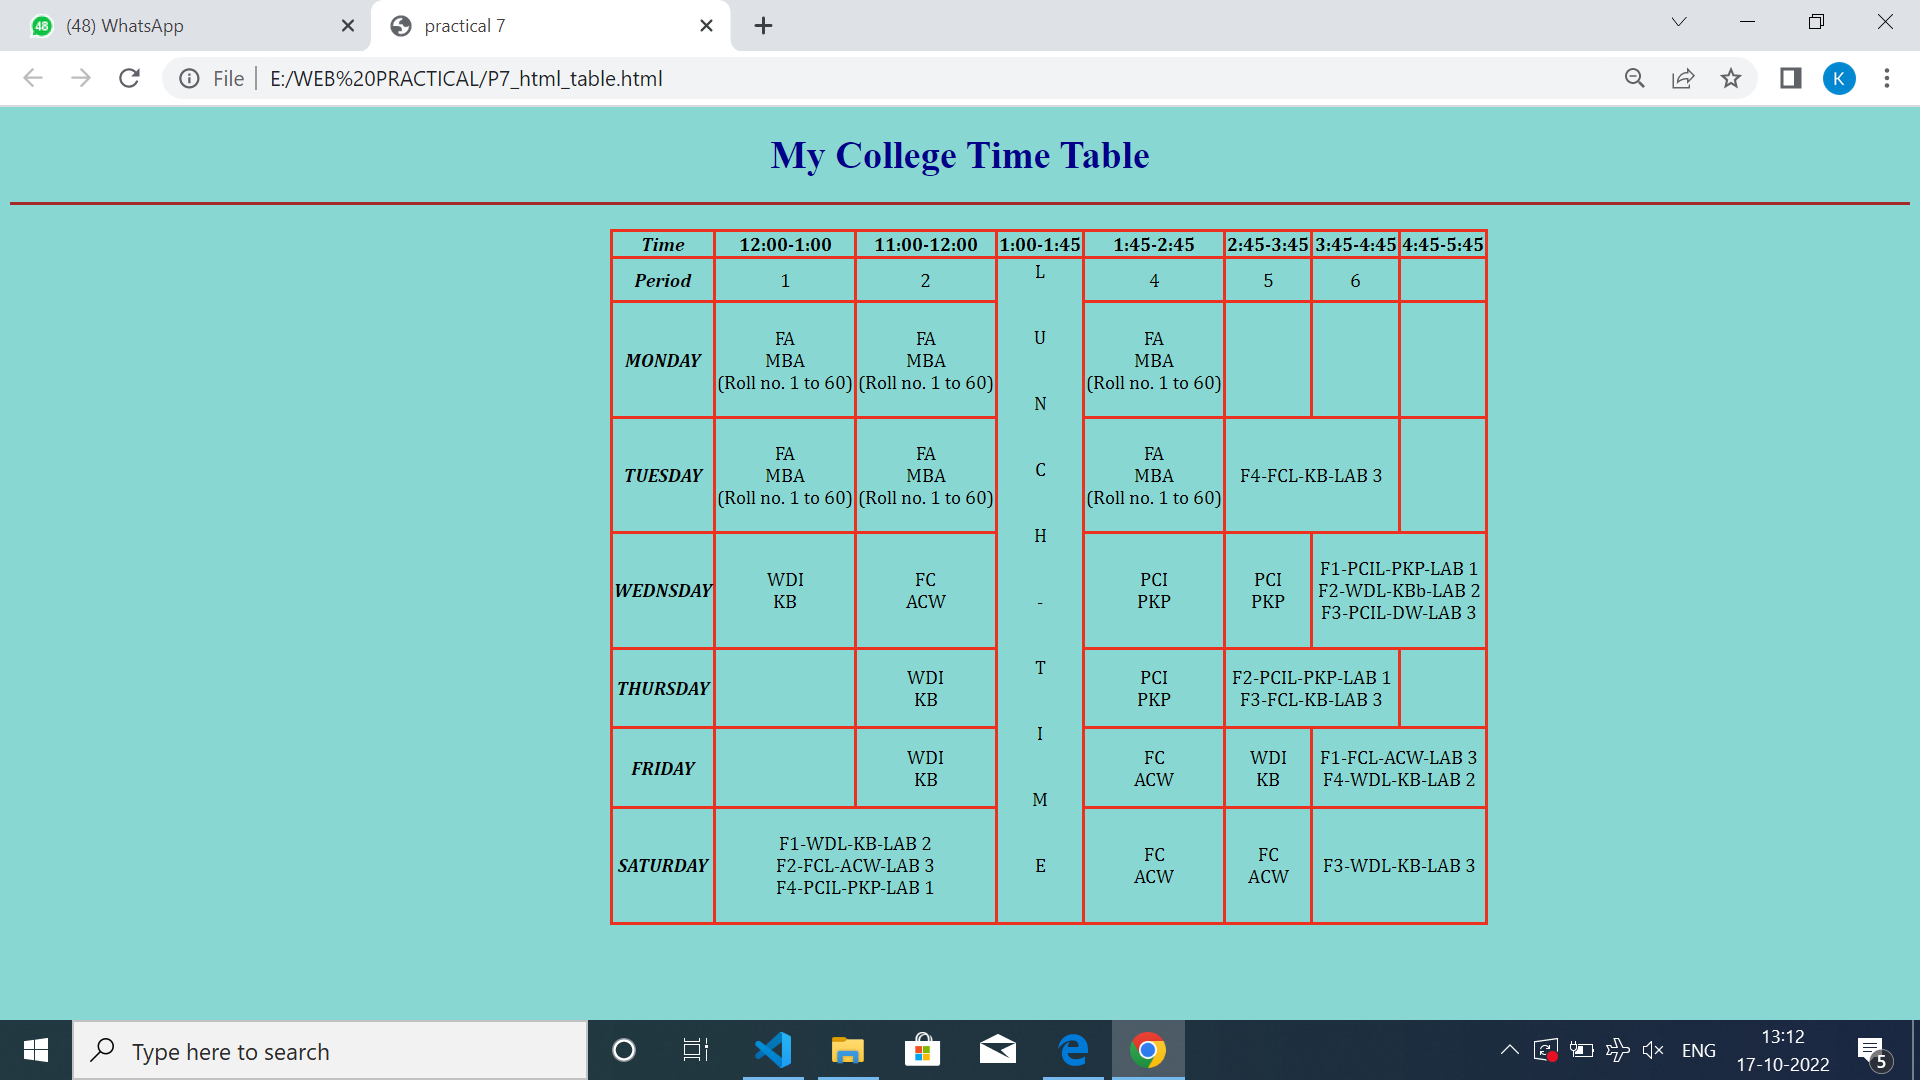 48 (48) WhatsApp
practical 7
File E:/WEB%20PRACTICAL/P7_html_table.html
K
My College Time Table
Time 12:00-1:00 11:00-12:00 1:00-1:45 1:45-2:45 2:45-3:45 3:45-4:45 4:45-5:45
Period 1 2 4 5 6
L
U
N
C
H
-
T
I
M
E
MONDAY
FA
MBA
(Roll no. 1 to 60)
FA
MBA
(Roll no. 1 to 60)
FA
MBA
(Roll no. 1 to 60)
TUESDAY
FA
MBA
(Roll no. 1 to 60)
FA
MBA
(Roll no. 1 to 60)
FA
MBA
(Roll no. 1 to 60)
F4-FCL-KB-LAB 3
WEDNSDAY
WDI
KB
FC
ACW
PCI
PKP
PCI
PKP
F1-PCIL-PKP-LAB 1
F2-WDL-KBb-LAB 2
F3-PCIL-DW-LAB 3
THURSDAY
WDI
KB
PCI
PKP
F2-PCIL-PKP-LAB 1
F3-FCL-KB-LAB 3
FRIDAY
WDI
KB
FC
ACW
WDI
KB
F1-FCL-ACW-LAB 3
F4-WDL-KB-LAB 2
SATURDAY
F1-WDL-KB-LAB 2
F2-FCL-ACW-LAB 3
F4-PCIL-PKP-LAB 1
FC
ACW
FC
ACW
F3-WDL-KB-LAB 3
Type here to search
ENG
13:12
17-10-2022
5